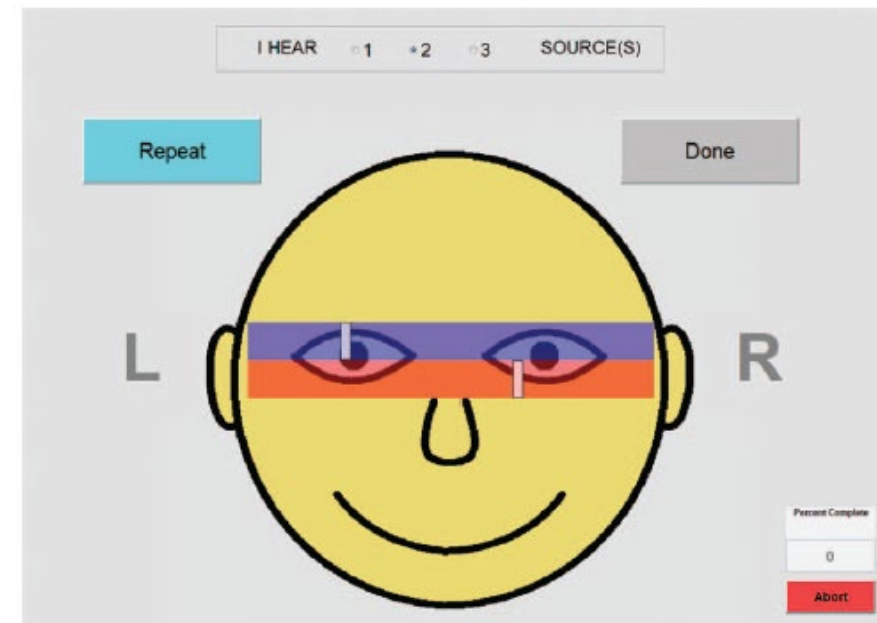 I HEAR 1 2 3 SOURCE(S)
Repeat
Done
L
R
Percent Complete
0
Abort